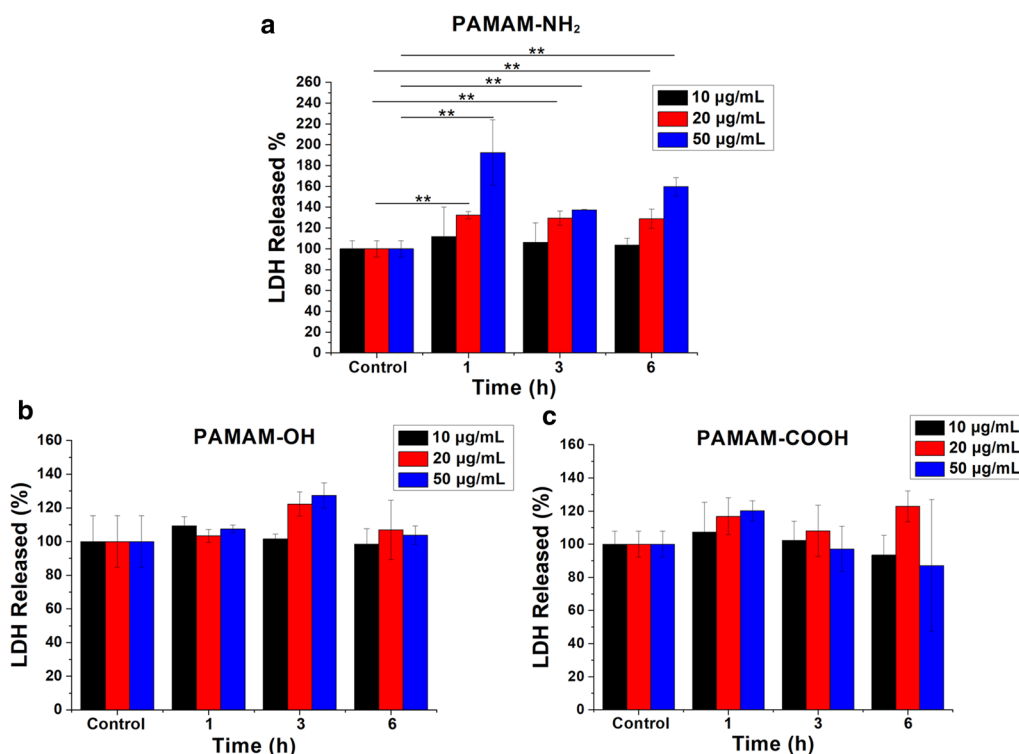 a
PAMAM-NH₂
**
**
**
**
**
**
260
240
220
200
180
160
140
120
100
80
60
40
20
0
LDH Released %
10 µg/mL
20 µg/mL
50 µg/mL
Control 1 3 6
Time (h)
b
PAMAM-OH
160
140
120
100
80
60
40
20
0
LDH Released (%)
10 µg/mL
20 µg/mL
50 µg/mL
Control 1 3 6
Time (h)
c
PAMAM-COOH
160
140
120
100
80
60
40
20
0
LDH Released (%)
10 µg/mL
20 µg/mL
50 µg/mL
Control 1 3 6
Time (h)